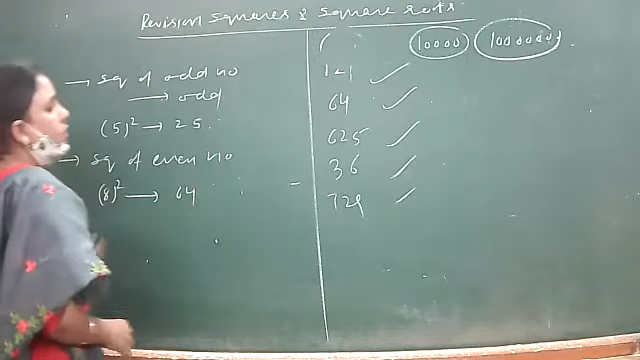 Revision squares & square roots.
→ sq of odd no
→ odd
(5)² → 25.
→ sq of even no
(8)² → 64
10000 1000000
121 ✓
64 ✓
625 ✓
36 ✓
729 ✓